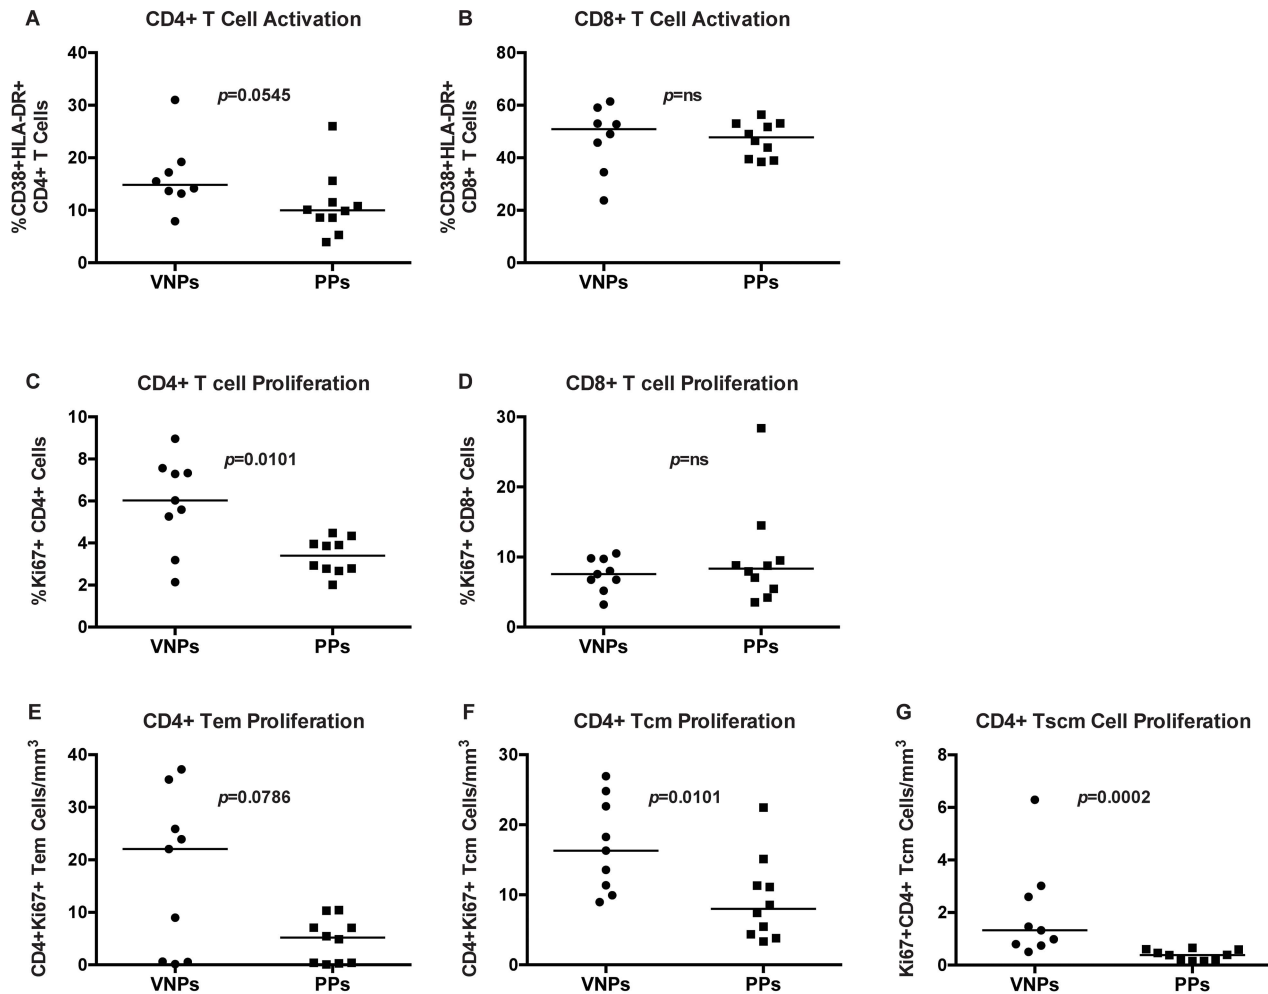 A
CD4+ T Cell Activation
%CD38+HLA-DR+
CD4+ T Cells
40
30
20
10
0
p=0.0545
VNPs
PPs
B
CD8+ T Cell Activation
%CD38+HLA-DR+
CD8+ T Cells
80
60
40
20
0
p=ns
VNPs
PPs
C
CD4+ T cell Proliferation
%Ki67+ CD4+ Cells
10
8
6
4
2
0
p=0.0101
VNPs
PPs
D
CD8+ T cell Proliferation
%Ki67+ CD8+ Cells
30
20
10
0
p=ns
VNPs
PPs
E
CD4+ Tem Proliferation
CD4+Ki67+ Tem Cells/mm³
40
30
20
10
0
p=0.0786
VNPs
PPs
F
CD4+ Tcm Proliferation
CD4+Ki67+ Tcm Cells/mm³
30
20
10
0
p=0.0101
VNPs
PPs
G
CD4+ Tscm Cell Proliferation
Ki67+CD4+ Tcm Cells/mm³
8
6
4
2
0
p=0.0002
VNPs
PPs